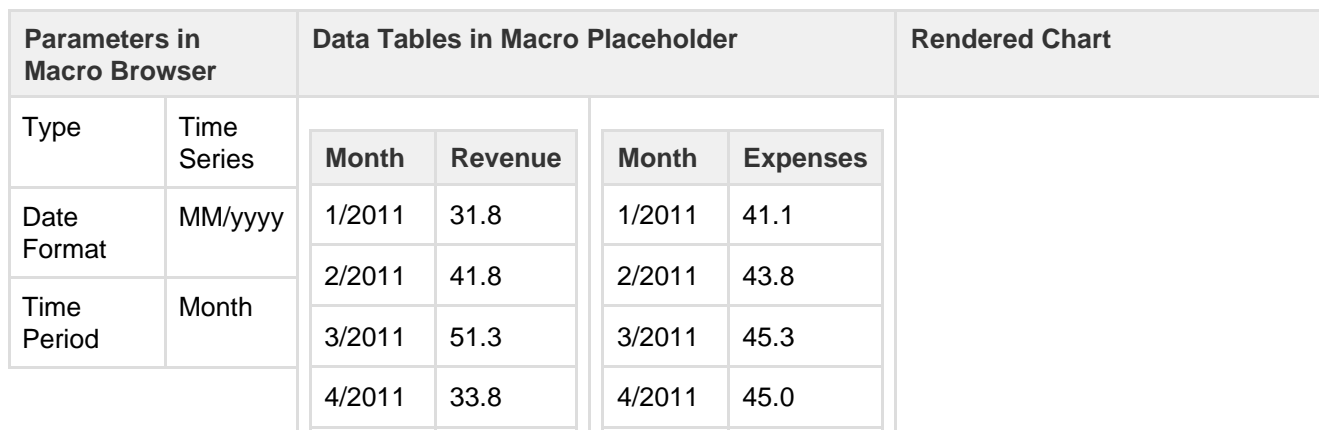 Parameters in
Macro Browser
Data Tables in Macro Placeholder
Rendered Chart
Type
Time
Series
Date
Format
MM/yyyy
Time
Period
Month
Month Revenue
1/2011 31.8
2/2011 41.8
3/2011 51.3
4/2011 33.8
Month Expenses
1/2011 41.1
2/2011 43.8
3/2011 45.3
4/2011 45.0